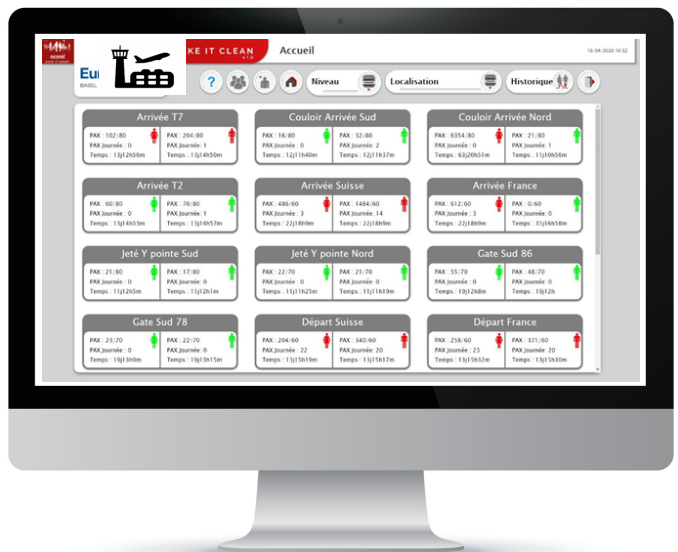 KE IT CLEAN
Accueil
16/04/2020 10:52
Eu
BASEL
?
Niveau
Localisation
Historique
Arrivée T7
PAX : 102/80
PAX Journée : 0
Temps : 13j12h56m
PAX : 204/80
PAX Journée: 1
Temps : 13j14h50m
Couloir Arrivée Sud
PAX : 16/80
PAX Journée : 0
Temps : 12j11h40m
PAX : 32/80
PAX Journée: 2
Temps : 12j11h37m
Couloir Arrivée Nord
PAX : 6354/80
PAX Journée : 0
Temps : 63j20h51m
PAX : 21/80
PAX Journée: 1
Temps : 11j10h56m
Arrivée T2
PAX : 60/80
PAX Journée : 0
Temps : 13j14h53m
PAX : 70/80
PAX Journée: 1
Temps : 13j14h57m
Arrivée Suisse
PAX : 486/60
PAX Journée : 3
Temps : 22j18h9m
PAX : 1484/60
PAX Journée: 14
Temps : 22j18h9m
Arrivée France
PAX : 612/60
PAX Journée : 3
Temps : 22j18h9m
PAX : 0/60
PAX Journée: 0
Temps : 31j16h58m
Jeté Y pointe Sud
PAX : 21/80
PAX Journée : 0
Temps : 11j12h5m
PAX : 17/80
PAX Journée: 0
Temps : 11j12h1m
Jeté Y pointe Nord
PAX : 22/70
PAX Journée : 0
Temps : 11j11h25m
PAX : 21/70
PAX Journée: 0
Temps : 11j11h19m
Gate Sud 86
PAX : 55/70
PAX Journée : 0
Temps : 19j12h8m
PAX : 48/70
PAX Journée: 0
Temps : 19j12h
Gate Sud 78
PAX : 23/70
PAX Journée : 0
Temps : 19j13h9m
PAX : 22/70
PAX Journée: 0
Temps : 19j13h15m
Départ Suisse
PAX : 204/60
PAX Journée : 22
Temps : 13j15h19m
PAX : 340/60
PAX Journée: 20
Temps : 13j15h17m
Départ France
PAX : 258/60
PAX Journée : 23
Temps : 13j15h32m
PAX : 371/60
PAX Journée: 20
Temps : 13j15h30m